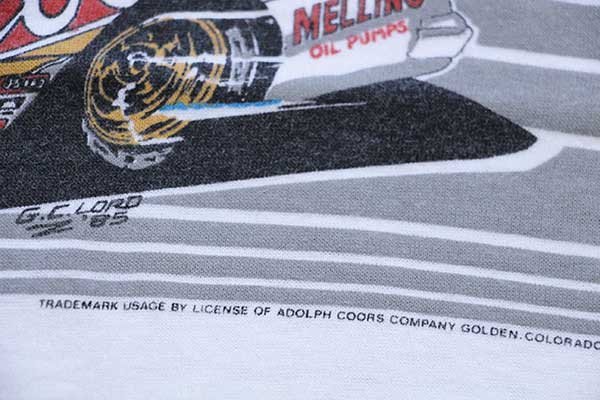 MELLING
OIL PUMPS
G.C. LORD
'85
TRADEMARK USAGE BY LICENSE OF ADOLPH COORS COMPANY GOLDEN. COLORADO